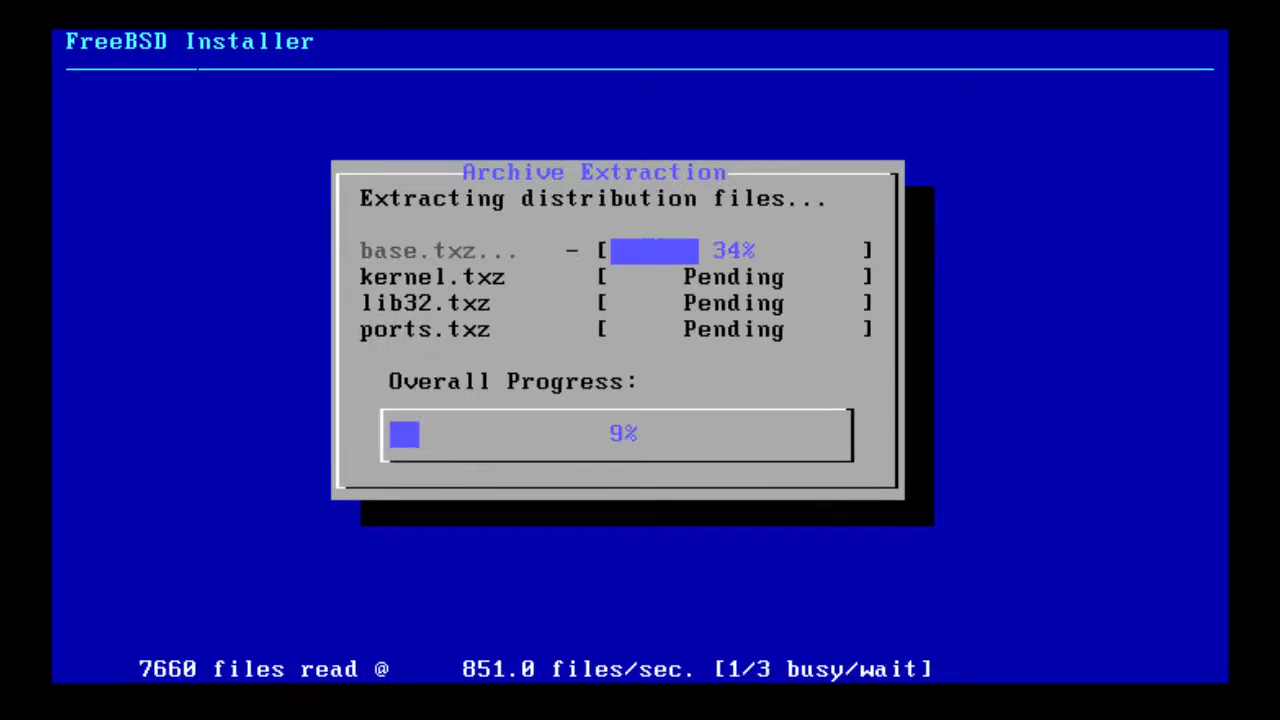 FreeBSD Installer
Archive Extraction
Extracting distribution files...
base.txz... - [ 34% ]
kernel.txz [ Pending ]
lib32.txz [ Pending ]
ports.txz [ Pending ]
Overall Progress:
9%
7660 files read @ 851.0 files/sec. [1/3 busy/wait]